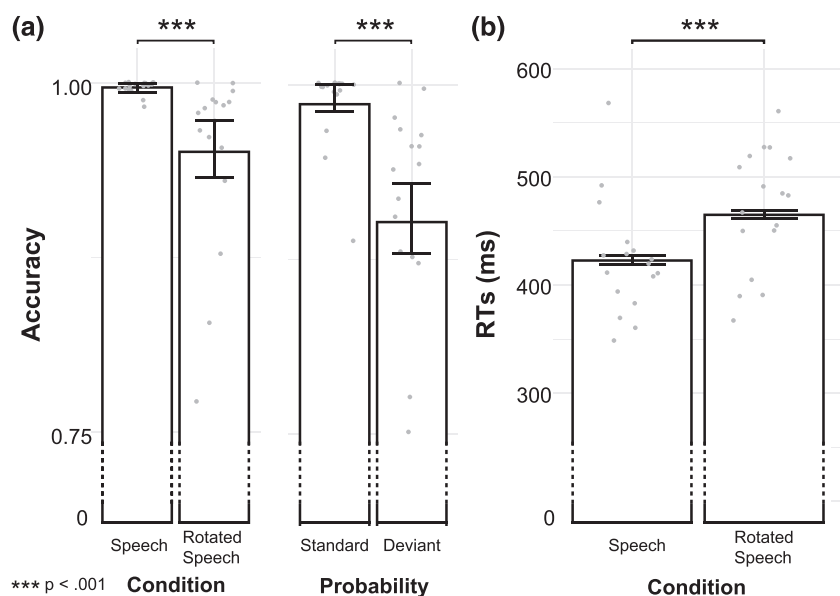 (a)
***
***
(b)
***
1.00
0.75
0
Accuracy
Speech
Rotated
Speech
Standard
Deviant
*** p < .001
Condition
Probability
600
500
400
300
0
RTs (ms)
Speech
Rotated
Speech
Condition